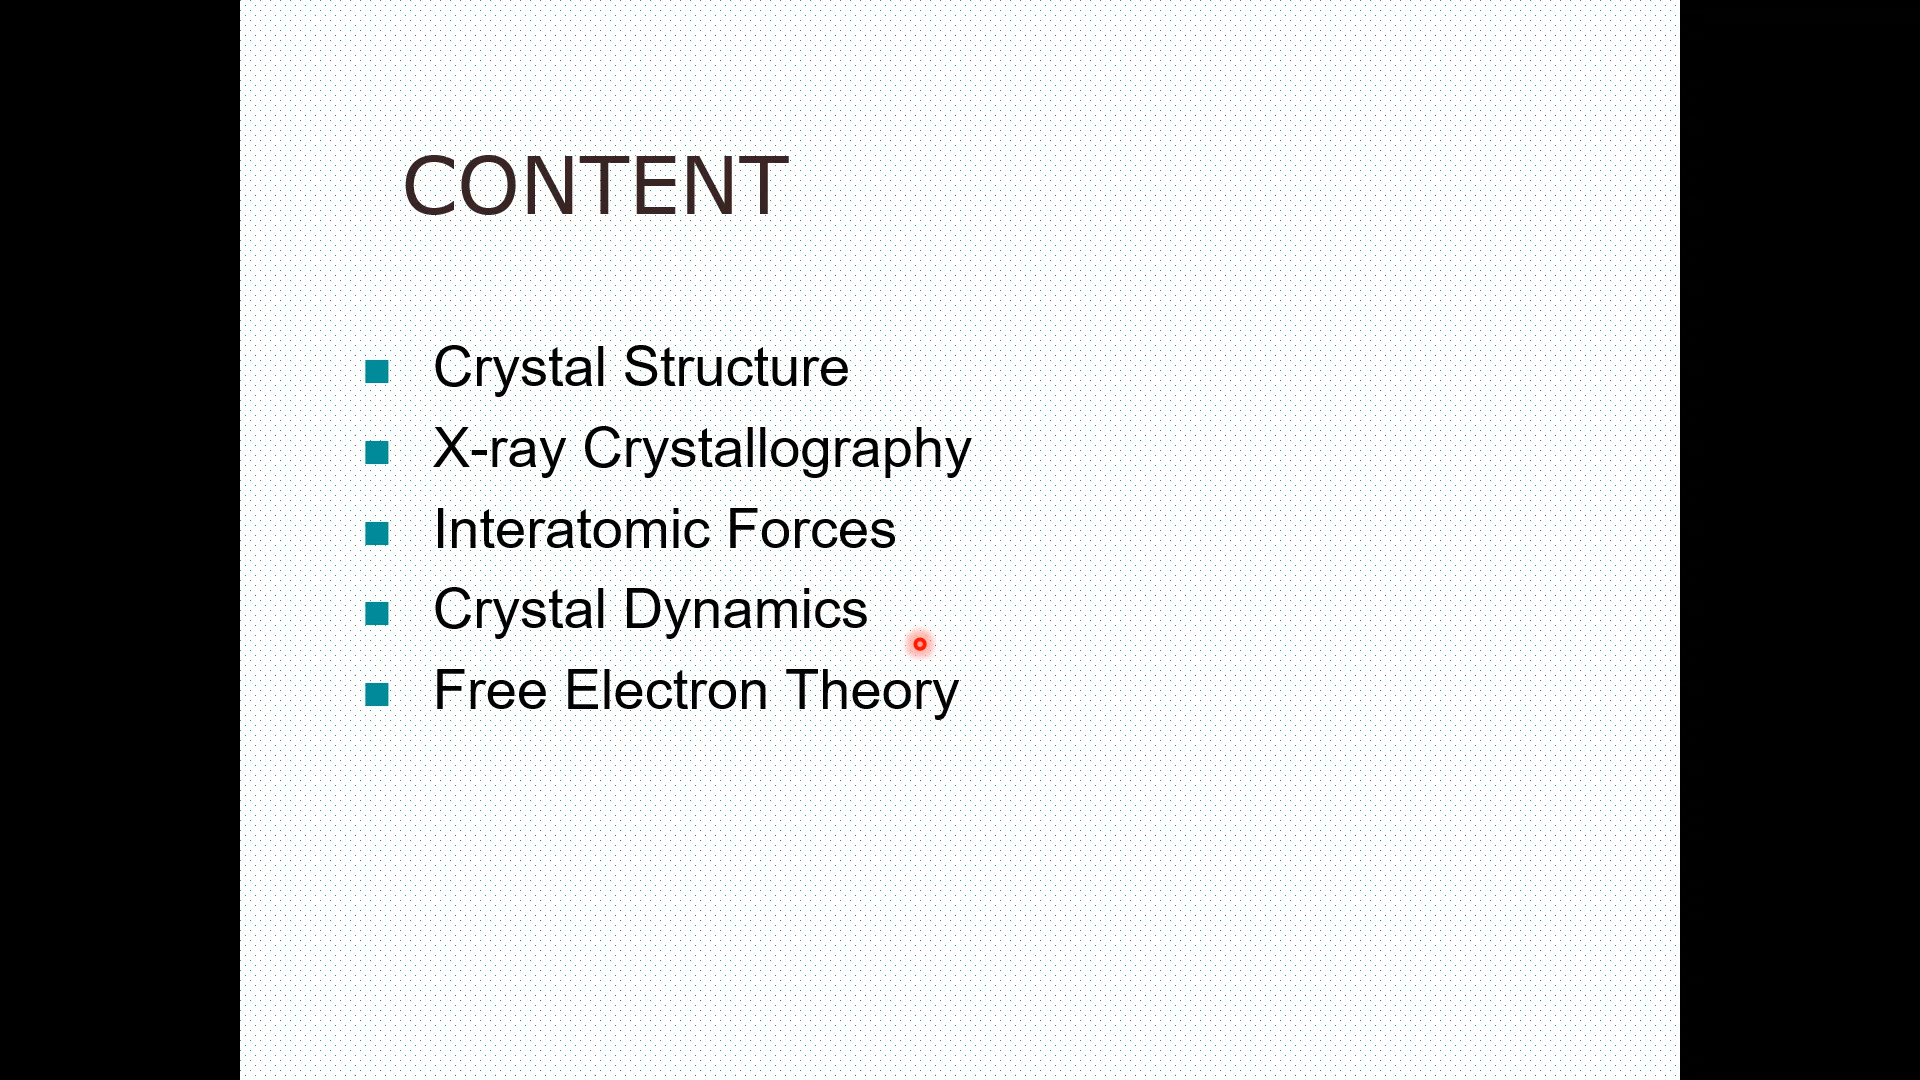 CONTENT
Crystal Structure
X-ray Crystallography
Interatomic Forces
Crystal Dynamics
Free Electron Theory